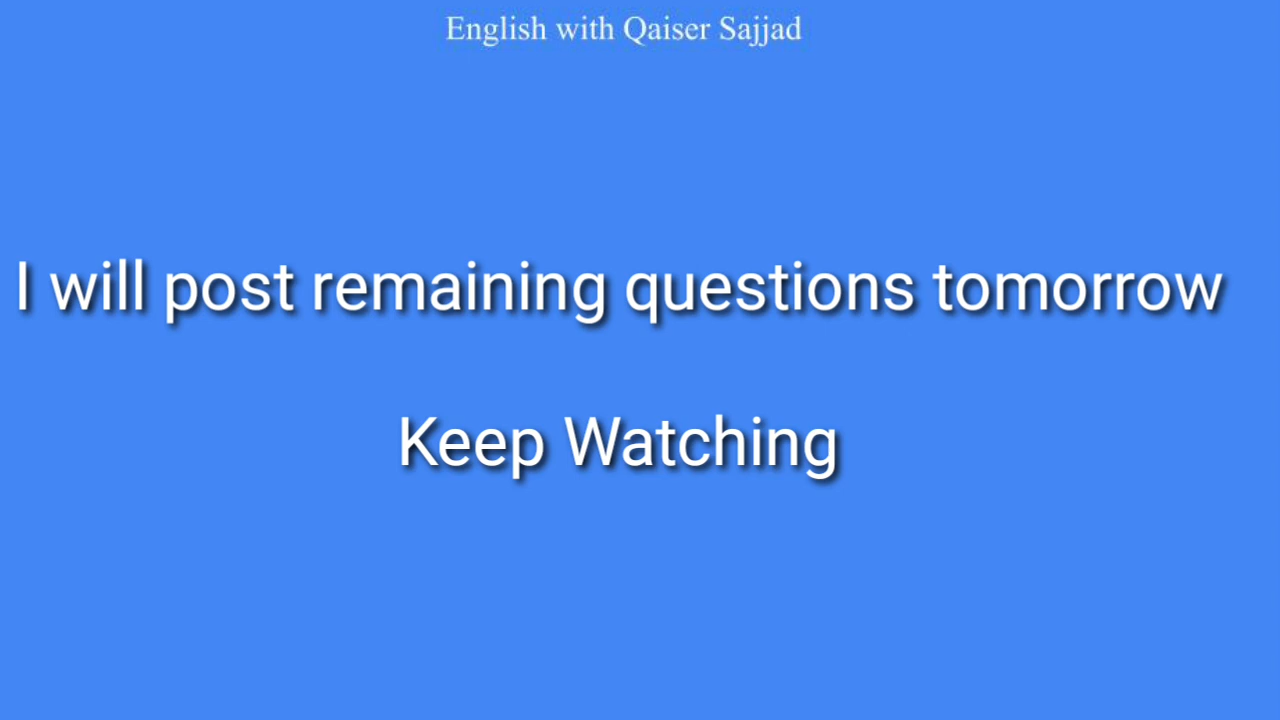 English with Qaiser Sajjad
I will post remaining questions tomorrow
Keep Watching